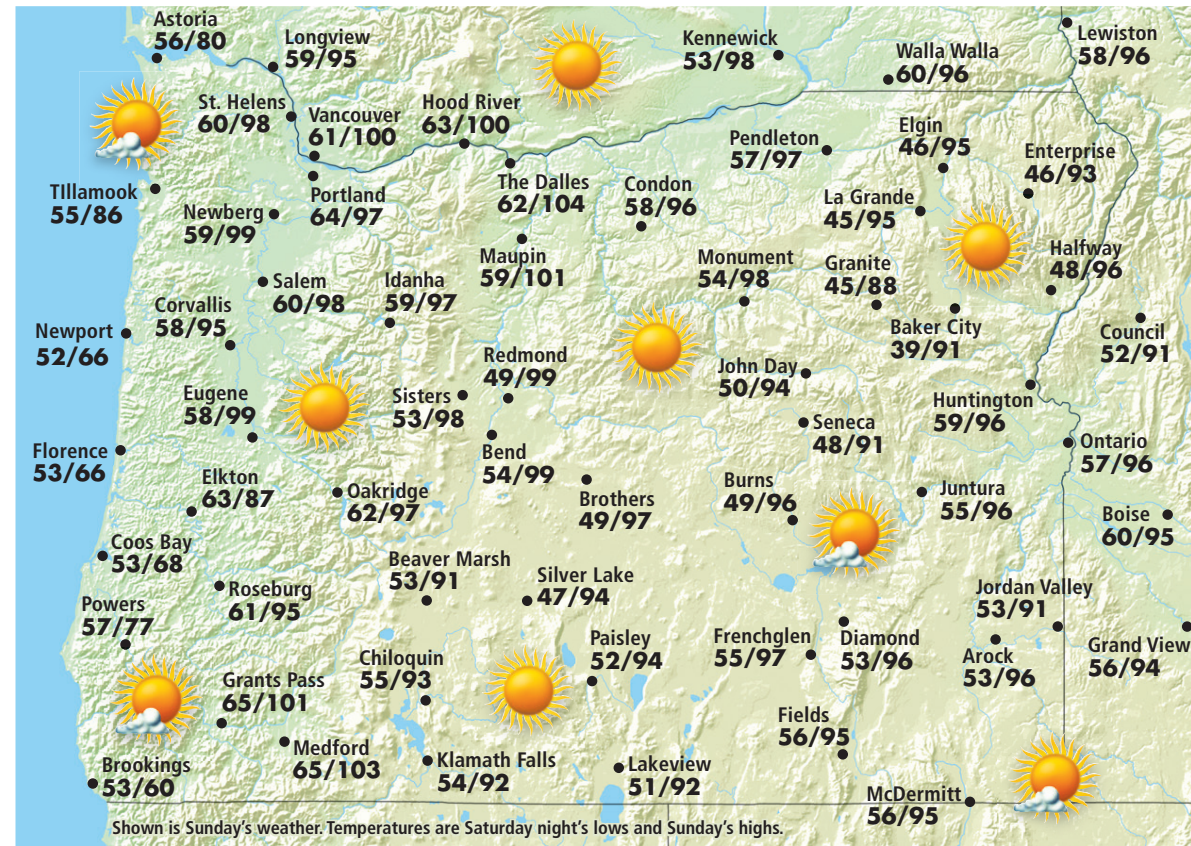 Astoria
56/80
Longview
59/95
Kennewick
53/98
Walla Walla
60/96
Lewiston
58/96
St. Helens
60/98
Vancouver
61/100
Hood River
63/100
Pendleton
57/97
Elgin
46/95
Enterprise
46/93
TIllamook
55/86
Newberg
59/99
Portland
64/97
The Dalles
62/104
Condon
58/96
La Grande
45/95
Maupin
59/101
Monument
54/98
Granite
45/88
Halfway
48/96
Salem
60/98
Idanha
59/97
Corvallis
58/95
Newport
52/66
Baker City
39/91
Council
52/91
Redmond
49/99
Eugene
58/99
Sisters
53/98
John Day
50/94
Huntington
59/96
Seneca
48/91
Ontario
57/96
Florence
53/66
Bend
54/99
Elkton
63/87
Oakridge
62/97
Brothers
49/97
Burns
49/96
Juntura
55/96
Boise
60/95
Coos Bay
53/68
Beaver Marsh
53/91
Silver Lake
47/94
Roseburg
61/95
Jordan Valley
53/91
Powers
57/77
Paisley
52/94
Frenchglen
55/97
Diamond
53/96
Arock
53/96
Grand View
56/94
Chiloquin
55/93
Grants Pass
65/101
Fields
56/95
Medford
65/103
Klamath Falls
54/92
Lakeview
51/92
Brookings
53/60
McDermitt
56/95
Shown is Sunday's weather. Temperatures are Saturday night's lows and Sunday's highs.